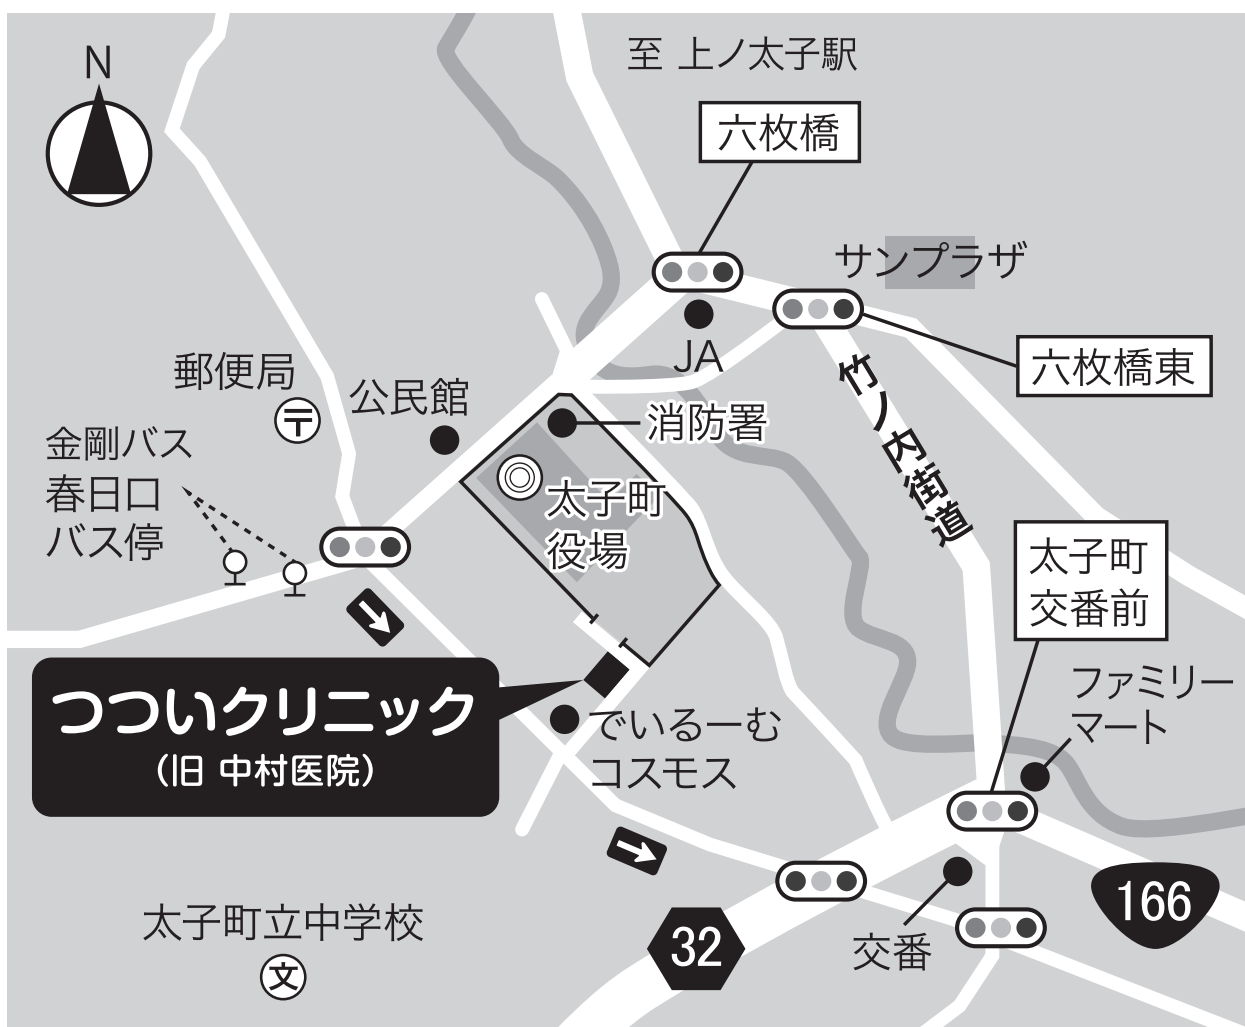 N
至 上ノ太子駅
六枚橋
サンプラザ
JA
六枚橋東
郵便局
〒
公民館
竹ノ内街道
消防署
金剛バス
春日口
バス停
太子町
役場
太子町
交番前
ファミリー
マート
つついクリニック
(旧 中村医院)
でいるーむ
コスモス
166
太子町立中学校
文
32
交番